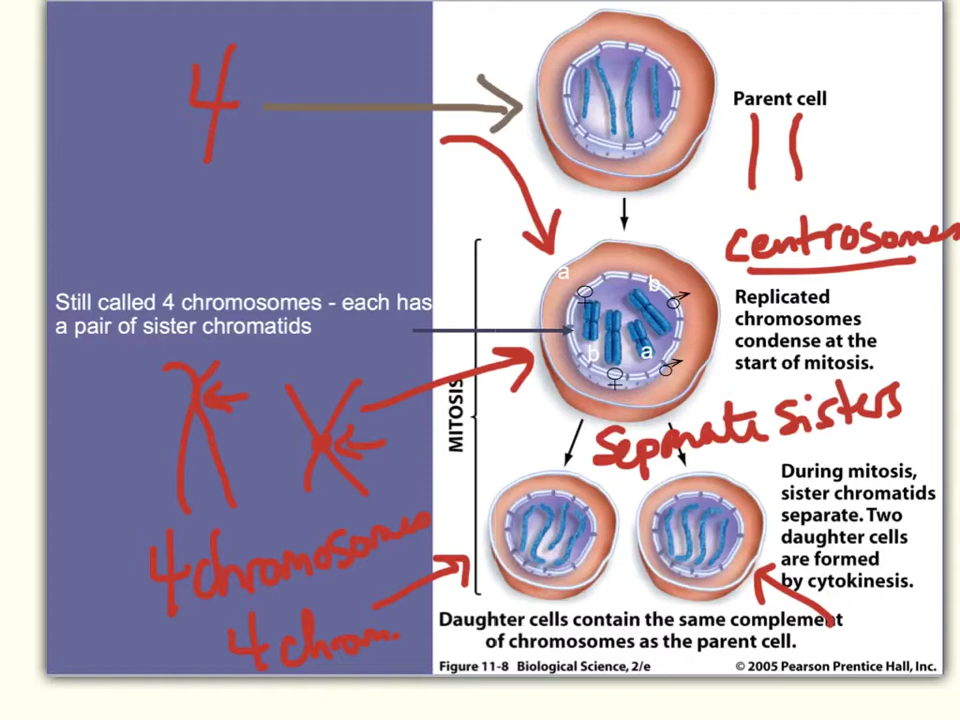 4
Parent cell
centrosomes
Still called 4 chromosomes - each has
a pair of sister chromatids
a
b
♀
♂
b
a
♀
♂
Replicated
chromosomes
condense at the
start of mitosis.
MITOSIS
Separate Sisters
During mitosis,
sister chromatids
separate. Two
daughter cells
are formed
by cytokinesis.
4 chromosomes
4 chrom.
Daughter cells contain the same complement
of chromosomes as the parent cell.
Figure 11-8 Biological Science, 2/e
© 2005 Pearson Prentice Hall, Inc.